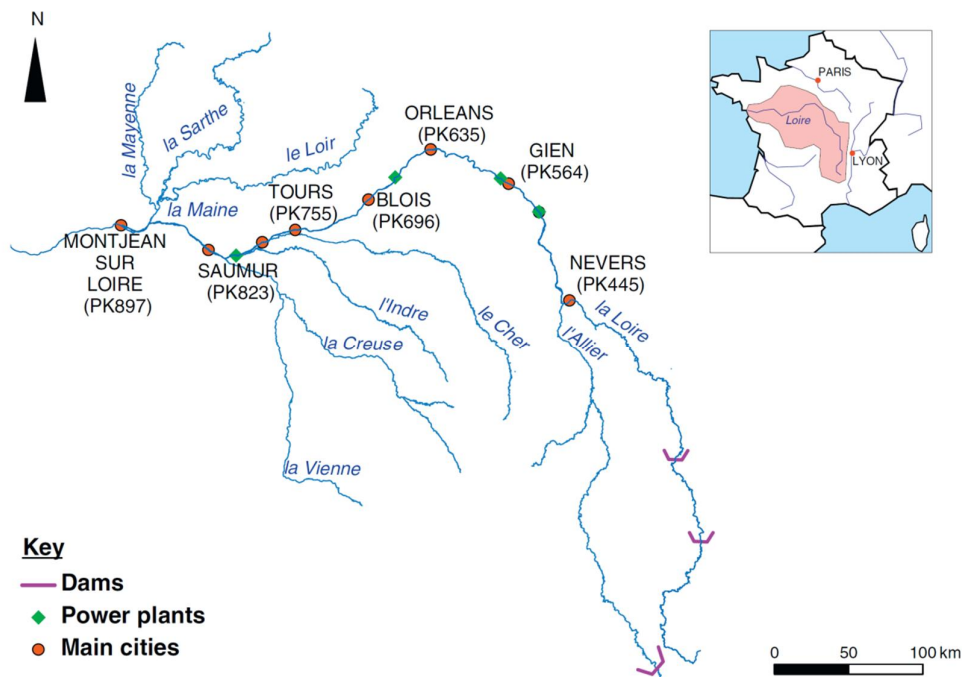 N
la Mayenne
la Sarthe
le Loir
la Maine
ORLEANS
(PK635)
GIEN
(PK564)
TOURS
(PK755)
BLOIS
(PK696)
MONTJEAN
SUR
LOIRE
(PK897)
SAUMUR
(PK823)
NEVERS
(PK445)
la Loire
l'Indre
le Cher
l'Allier
la Creuse
la Vienne
PARIS
Loire
LYON
Key
Dams
Power plants
Main cities
0 50 100 km